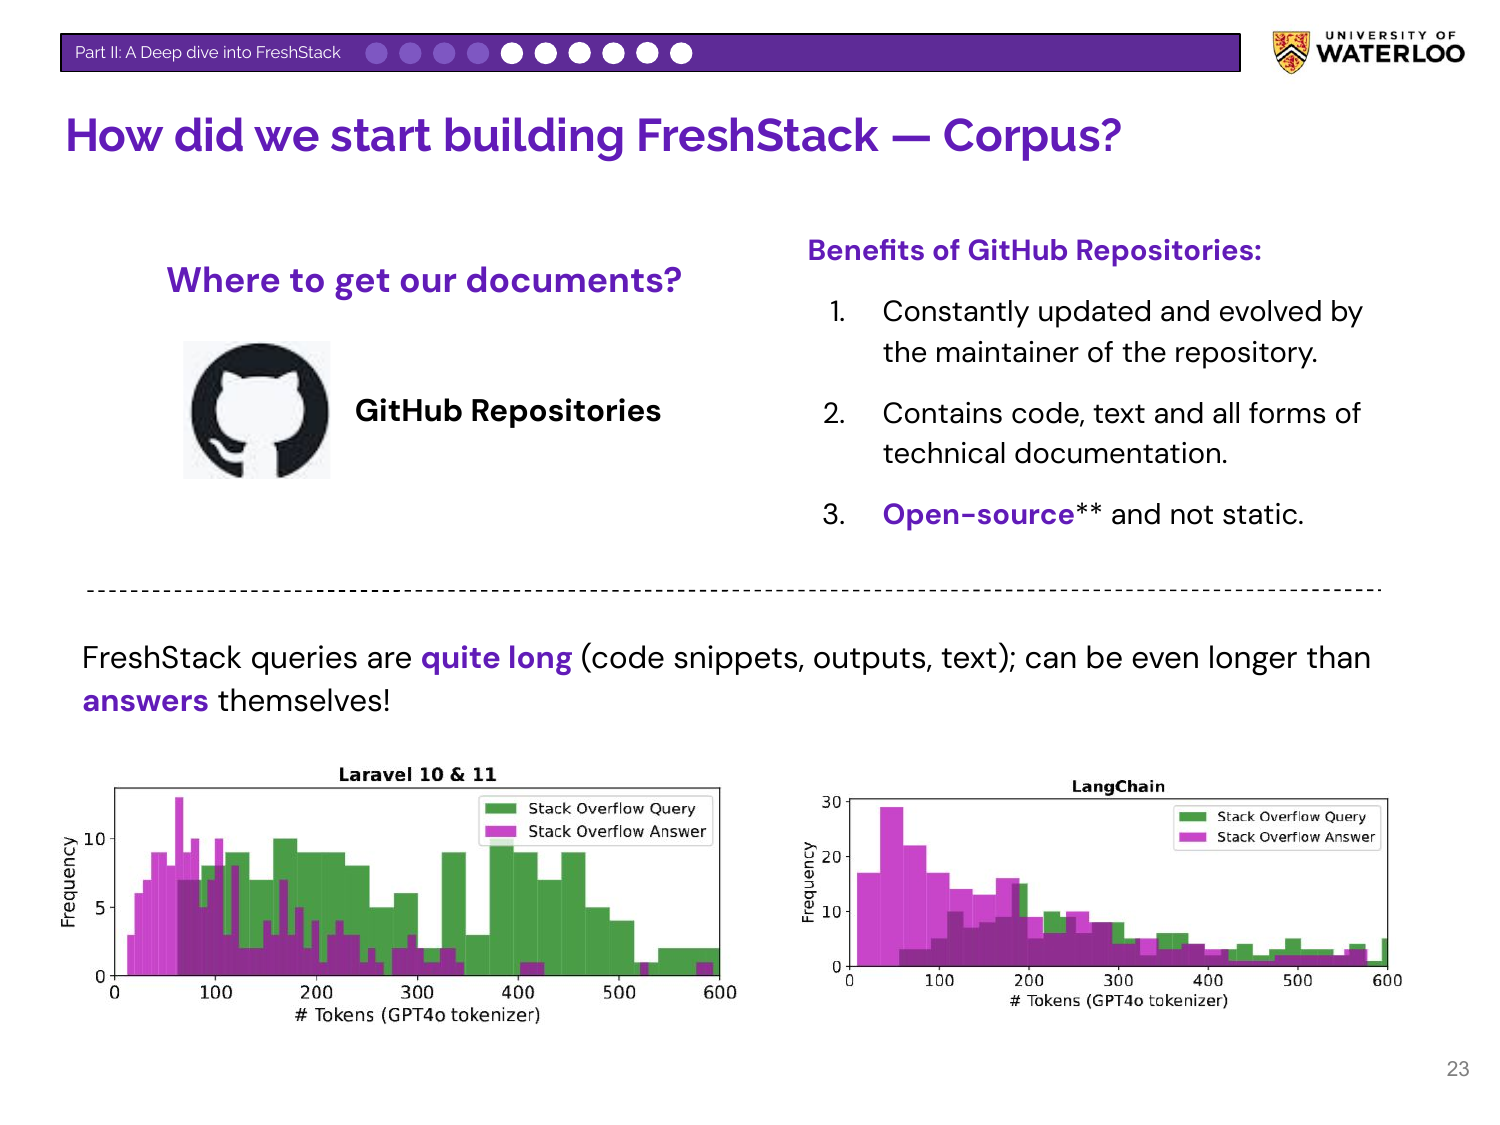 Part II: A Deep dive into FreshStack
UNIVERSITY OF
WATERLOO
How did we start building FreshStack — Corpus?
Where to get our documents?
GitHub Repositories
Benefits of GitHub Repositories:
1. Constantly updated and evolved by
the maintainer of the repository.
2. Contains code, text and all forms of
technical documentation.
3. Open-source** and not static.
FreshStack queries are quite long (code snippets, outputs, text); can be even longer than
answers themselves!
Laravel 10 & 11
Stack Overflow Query
Stack Overflow Answer
Frequency
10
5
0
0 100 200 300 400 500 600
# Tokens (GPT4o tokenizer)
LangChain
Stack Overflow Query
Stack Overflow Answer
Frequency
30
20
10
0
0 100 200 300 400 500 600
# Tokens (GPT4o tokenizer)
23